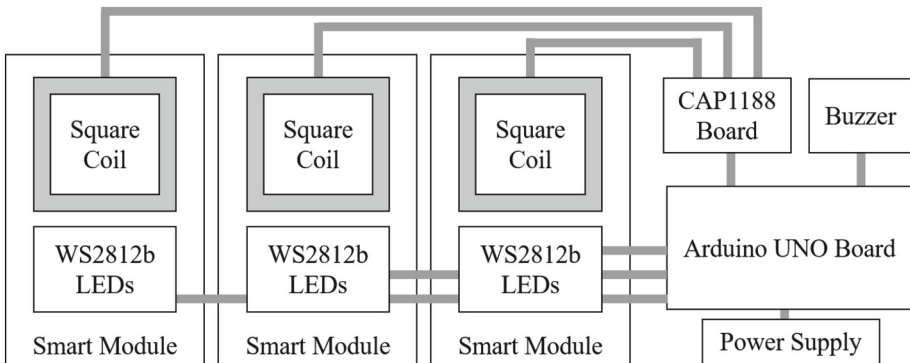 Square
Coil
WS2812b
LEDs
Smart Module
Square
Coil
WS2812b
LEDs
Smart Module
Square
Coil
WS2812b
LEDs
Smart Module
CAP1188
Board
Buzzer
Arduino UNO Board
Power Supply